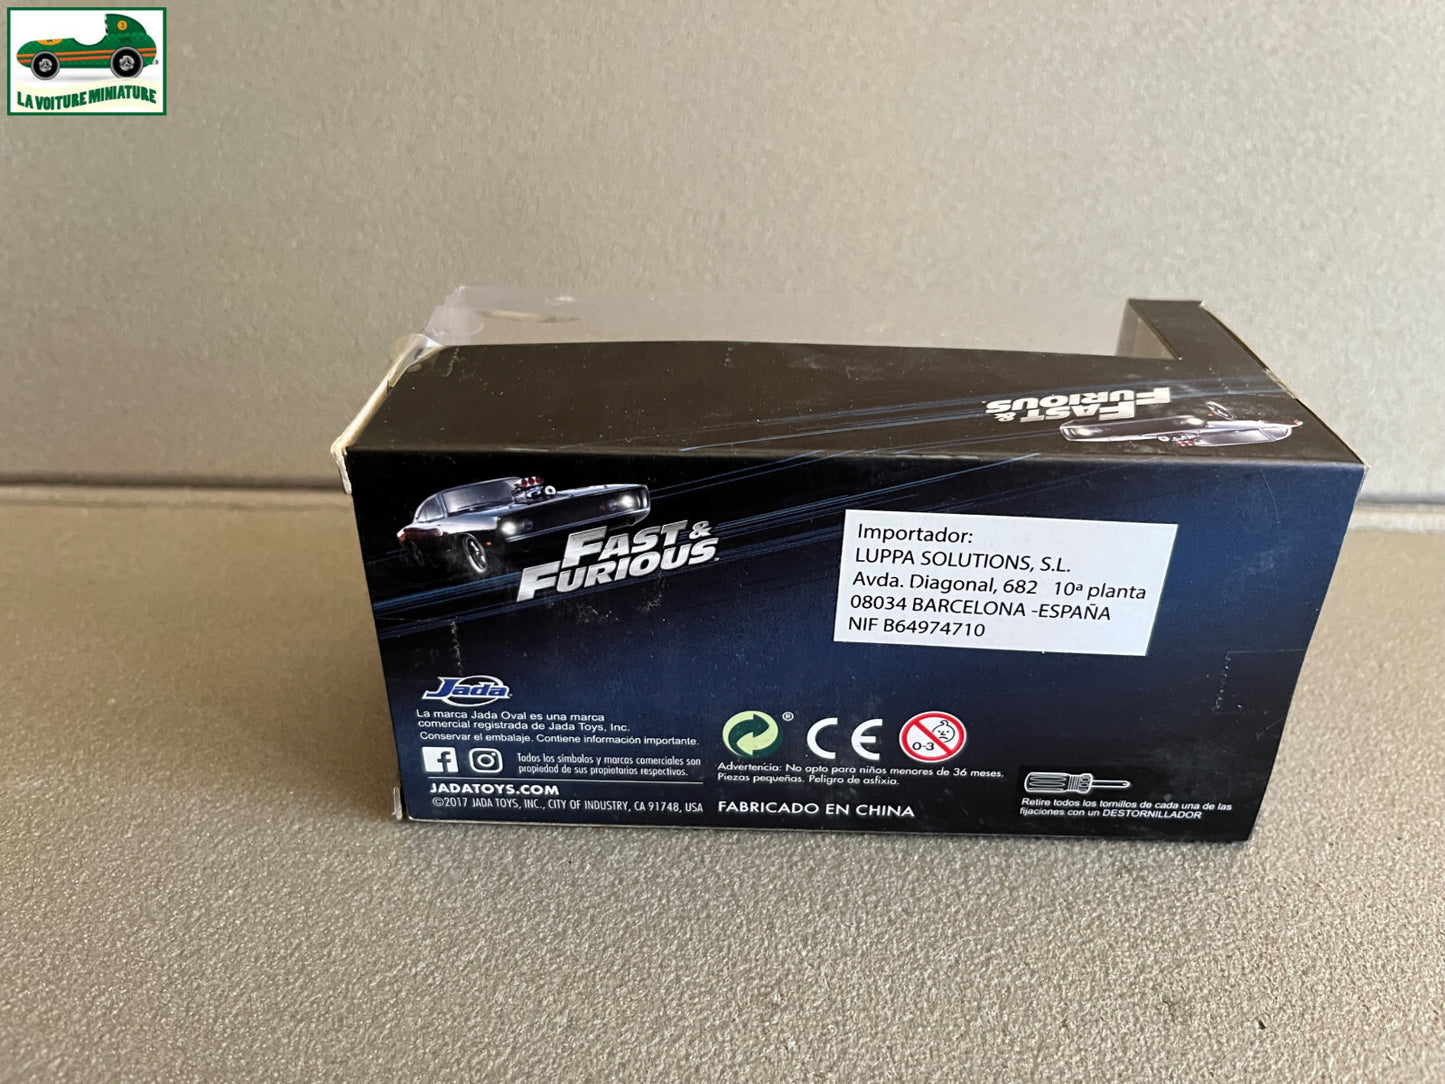 3
LA VOITURE MINIATURE
FAST &
FURIOUS
FAST &
FURIOUS
Importador:
LUPPA SOLUTIONS, S.L.
Avda. Diagonal, 682 10ª planta
08034 BARCELONA -ESPAÑA
NIF B64974710
Jada
La marca Jada Oval es una marca
comercial registrada de Jada Toys, Inc.
Conservar el embalaje. Contiene información importante.
Todos los símbolos y marcas comerciales son
propiedad de sus propietarios respectivos.
JADATOYS.COM
©2017 JADA TOYS, INC., CITY OF INDUSTRY, CA 91748, USA
®
CE
0-3
Advertencia: No apto para niños menores de 36 meses.
Piezas pequeñas. Peligro de asfixia.
FABRICADO EN CHINA
Retire todos los tornillos de cada una de las
fijaciones con un DESTORNILLADOR